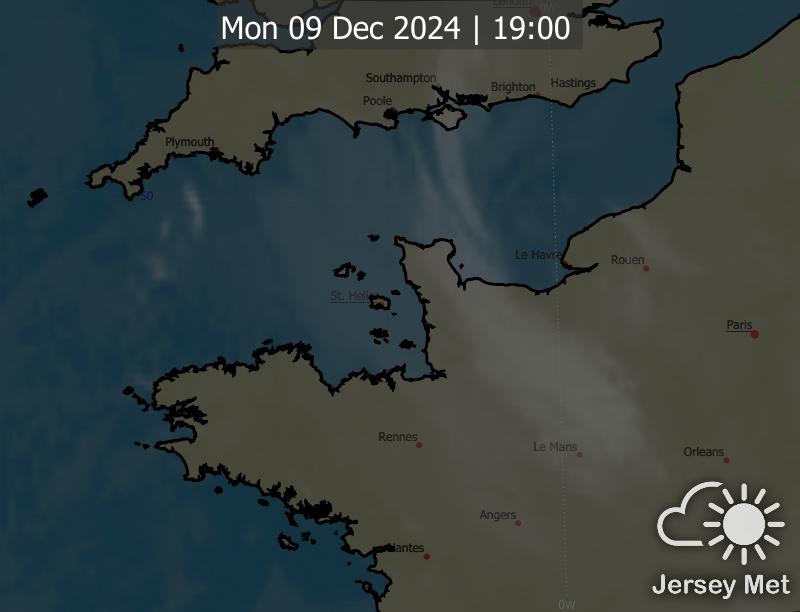 London
0W
Mon 09 Dec 2024 | 19:00
Southampton
Brighton
Hastings
Poole
Plymouth
50
Le Havre
Rouen
St. Helier
Paris
Rennes
Le Mans
Orleans
Angers
Nantes
Jersey Met
0W